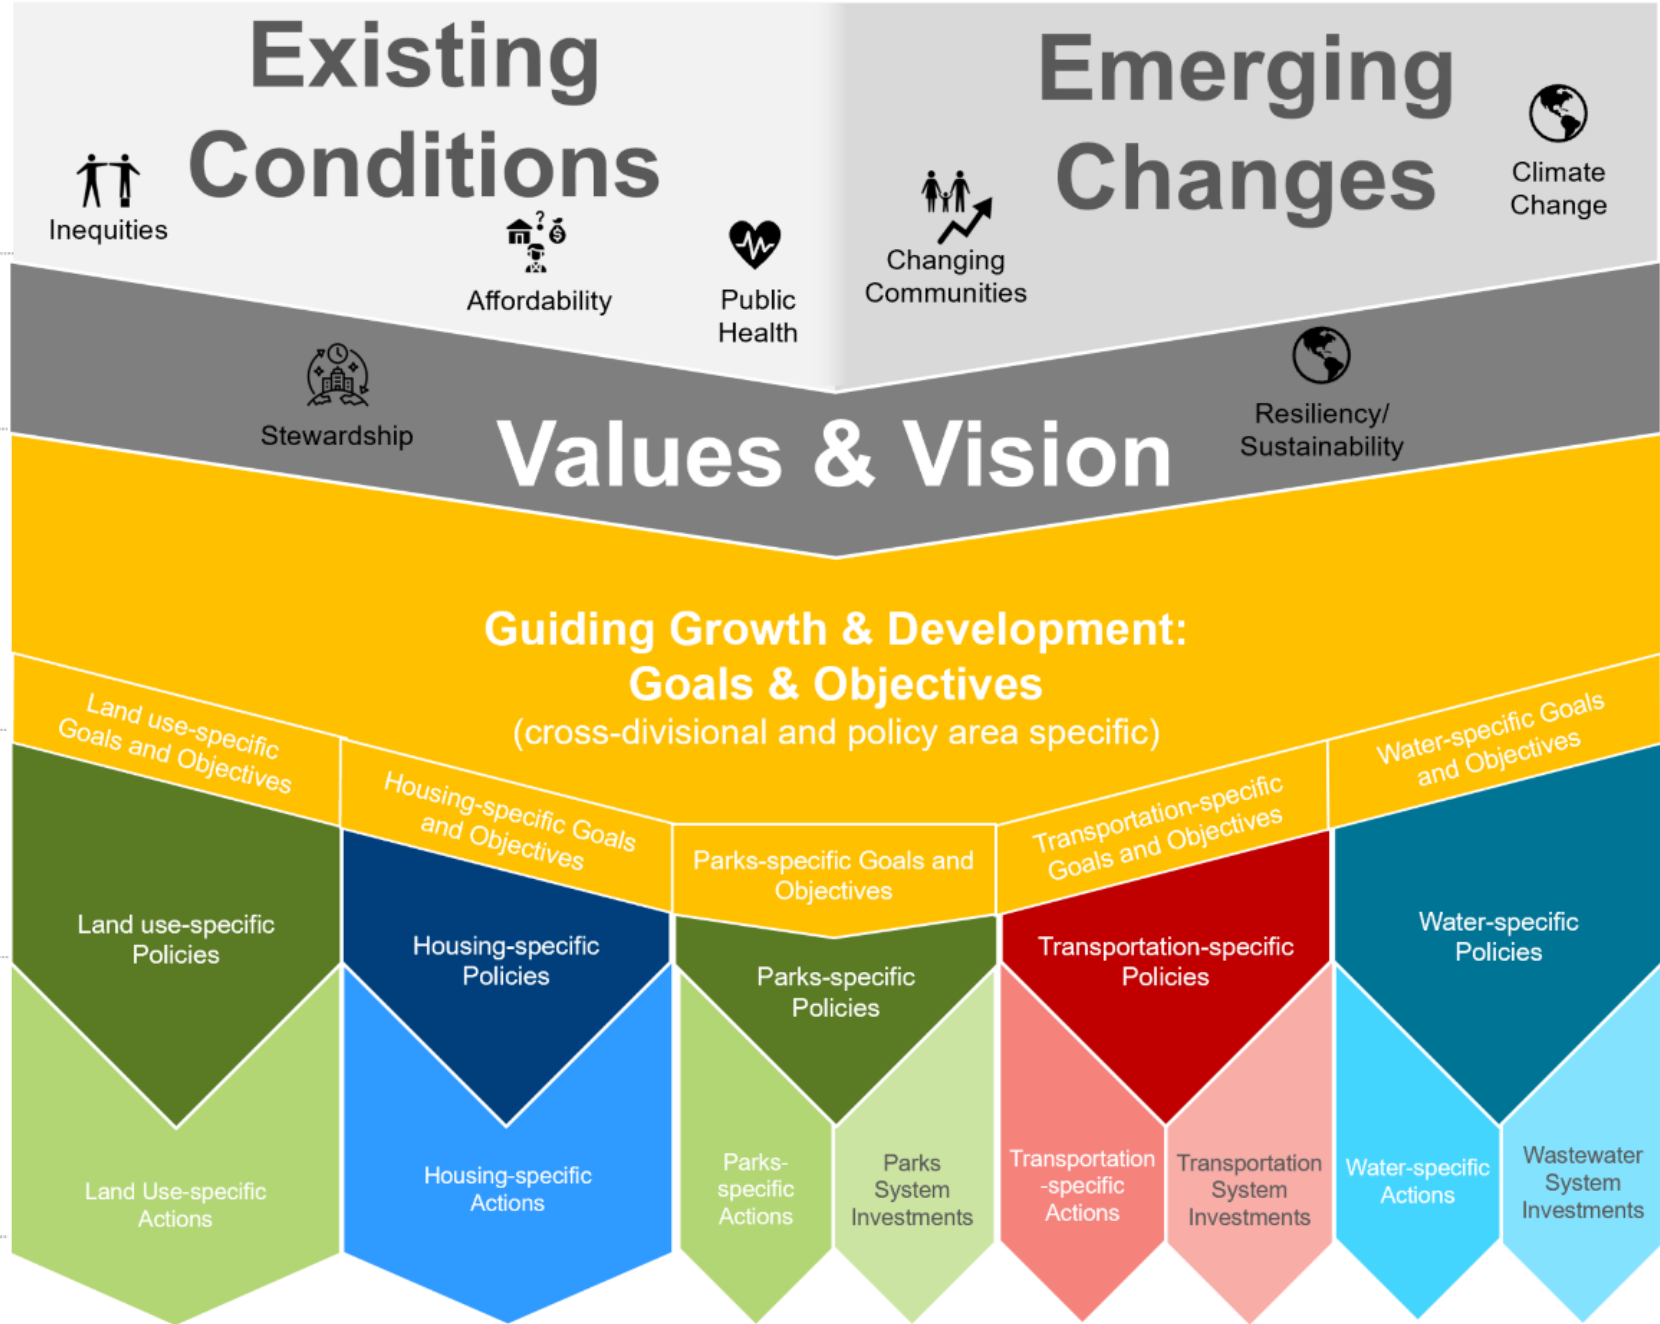 Existing
Conditions
Inequities
?
$
Affordability
Public
Health
Emerging
Changes
Changing
Communities
Climate
Change
Stewardship
Values & Vision
Resiliency/
Sustainability
Guiding Growth & Development:
Goals & Objectives
(cross-divisional and policy area specific)
Land use-specific
Goals and Objectives
Housing-specific Goals
and Objectives
Parks-specific Goals and
Objectives
Transportation-specific
Goals and Objectives
Water-specific Goals
and Objectives
Land use-specific
Policies
Housing-specific
Policies
Parks-specific
Policies
Transportation-specific
Policies
Water-specific
Policies
Land Use-specific
Actions
Housing-specific
Actions
Parks-
specific
Actions
Parks
System
Investments
Transportation
-specific
Actions
Transportation
System
Investments
Water-specific
Actions
Wastewater
System
Investments